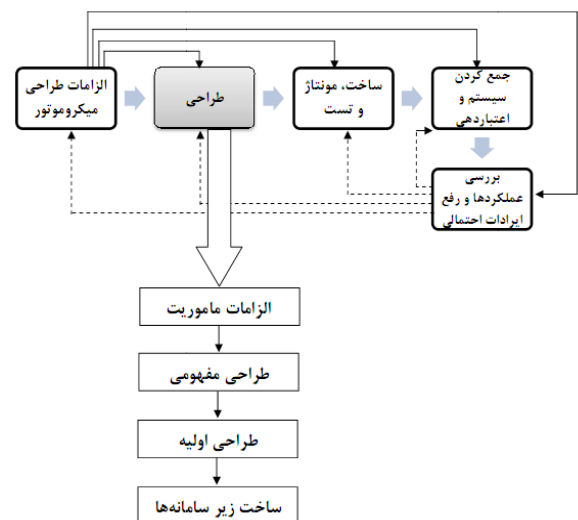 الزامات طراحی
میکروموتور
طراحی
ساخت، مونتاژ
و تست
جمع کردن
سیستم و
اعتباردهی
بررسی
عملکردها و رفع
ایرادات احتمالی
الزامات ماموریت
طراحی مفهومی
طراحی اولیه
ساخت زیر سامانه‌ها